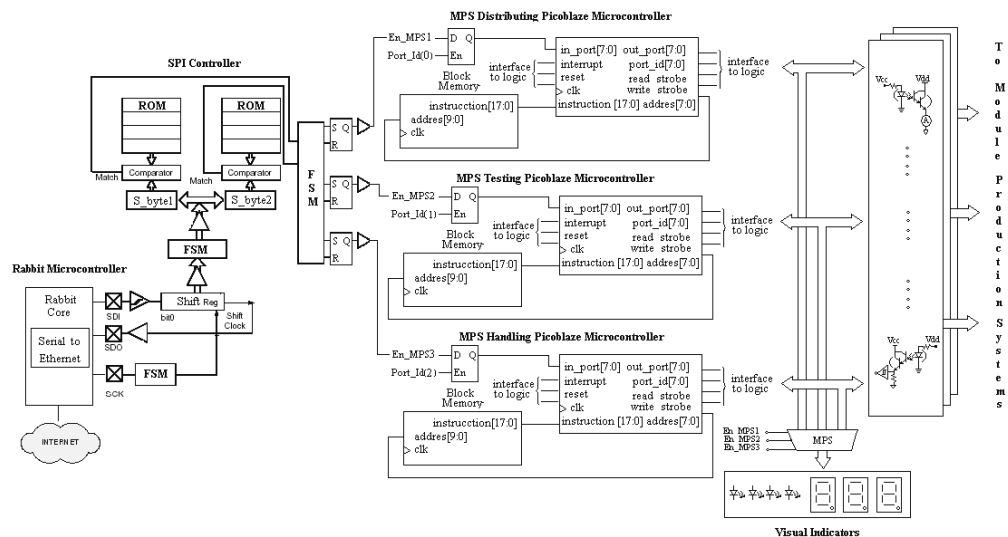 MPS Distributing Picoblaze Microcontroller
En_MPS1
Port_Id(0)
D Q
En
in_port[7:0] out_port[7:0]
interrupt port_id[7:0]
reset read strobe
clk write strobe
instruction [17:0] addres[7:0]
interface
to logic
interface
to logic
Block
Memory
instrucction[17:0]
addres[9:0]
clk
SPI Controller
ROM
ROM
Comparator
Comparator
Match
Match
S_byte1
S_byte2
FSM
F
S
M
S Q
R
S Q
R
S Q
R
MPS Testing Picoblaze Microcontroller
En_MPS2
Port_Id(1)
D Q
En
in_port[7:0] out_port[7:0]
interrupt port_id[7:0]
reset read strobe
clk write strobe
instruction [17:0] addres[7:0]
interface
to logic
interface
to logic
Block
Memory
instrucction[17:0]
addres[9:0]
clk
Rabbit Microcontroller
Rabbit
Core
Serial to
Ethernet
SDI
SDO
SCK
bit0
Shift Reg
Shift
Clock
FSM
INTERNET
MPS Handling Picoblaze Microcontroller
En_MPS3
Port_Id(2)
D Q
En
in_port[7:0] out_port[7:0]
interrupt port_id[7:0]
reset read strobe
clk write strobe
instruction [17:0] addres[7:0]
interface
to logic
interface
to logic
Block
Memory
instrucction[17:0]
addres[9:0]
clk
Vcc
Vdd
A
Vcc
Vdd
To Module Production Systems
En_MPS1
En_MPS2
En_MPS3
MPS
Visual Indicators